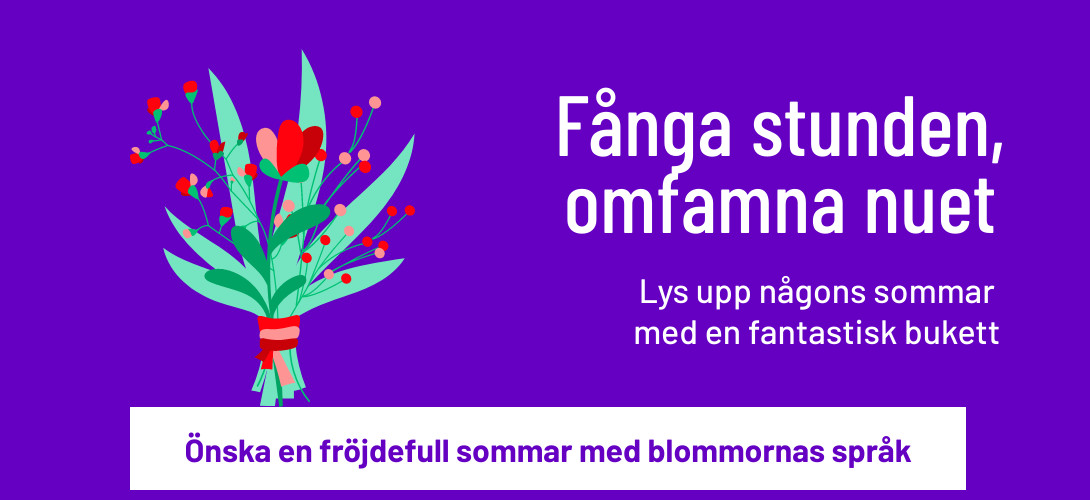 Fånga stunden,
omfamna nuet
Lys upp någons sommar
med en fantastisk bukett
Önska en fröjdefull sommar med blommornas språk